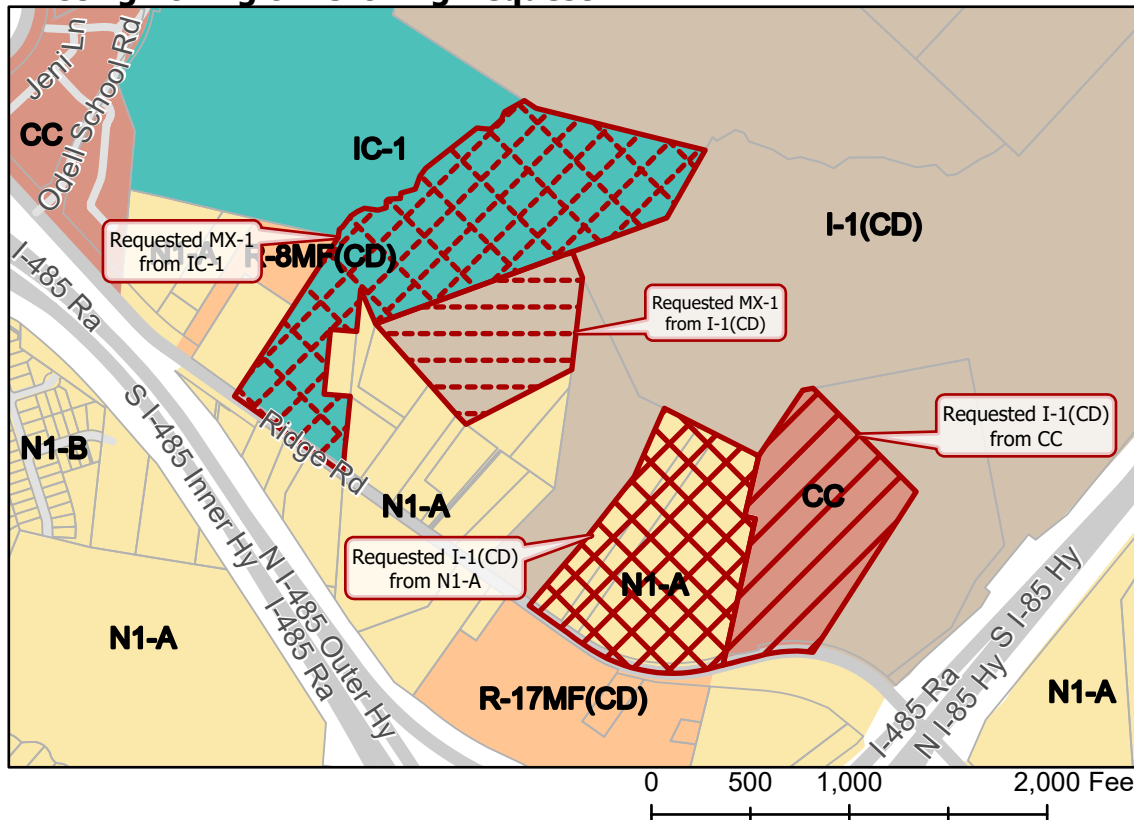 Jeni Ln
Odell School Rd
CC
IC-1
I-1(CD)
Requested MX-1
from IC-1
R-8MF(CD)
I-485 Ra
Requested MX-1
from I-1(CD)
Requested I-1(CD)
from CC
N1-B
S I-485 Inner Hy
Ridge Rd
N1-A
CC
Requested I-1(CD)
from N1-A
N1-A
N I-485 Outer Hy
I-485 Ra
N1-A
R-17MF(CD)
S I-85 Hy
I-485 Ra
N I-85 Hy
N1-A
0 500 1,000 2,000 Fee